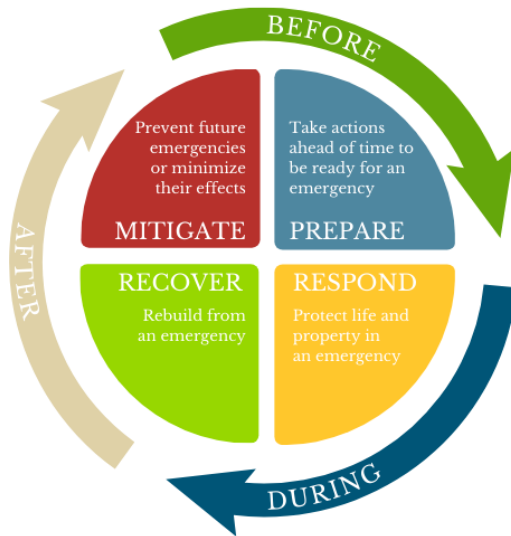 BEFORE
Prevent future
emergencies
or minimize
their effects
MITIGATE
Take actions
ahead of time to
be ready for an
emergency
PREPARE
AFTER
RECOVER
Rebuild from
an emergency
RESPOND
Protect life and
property in
an emergency
DURING